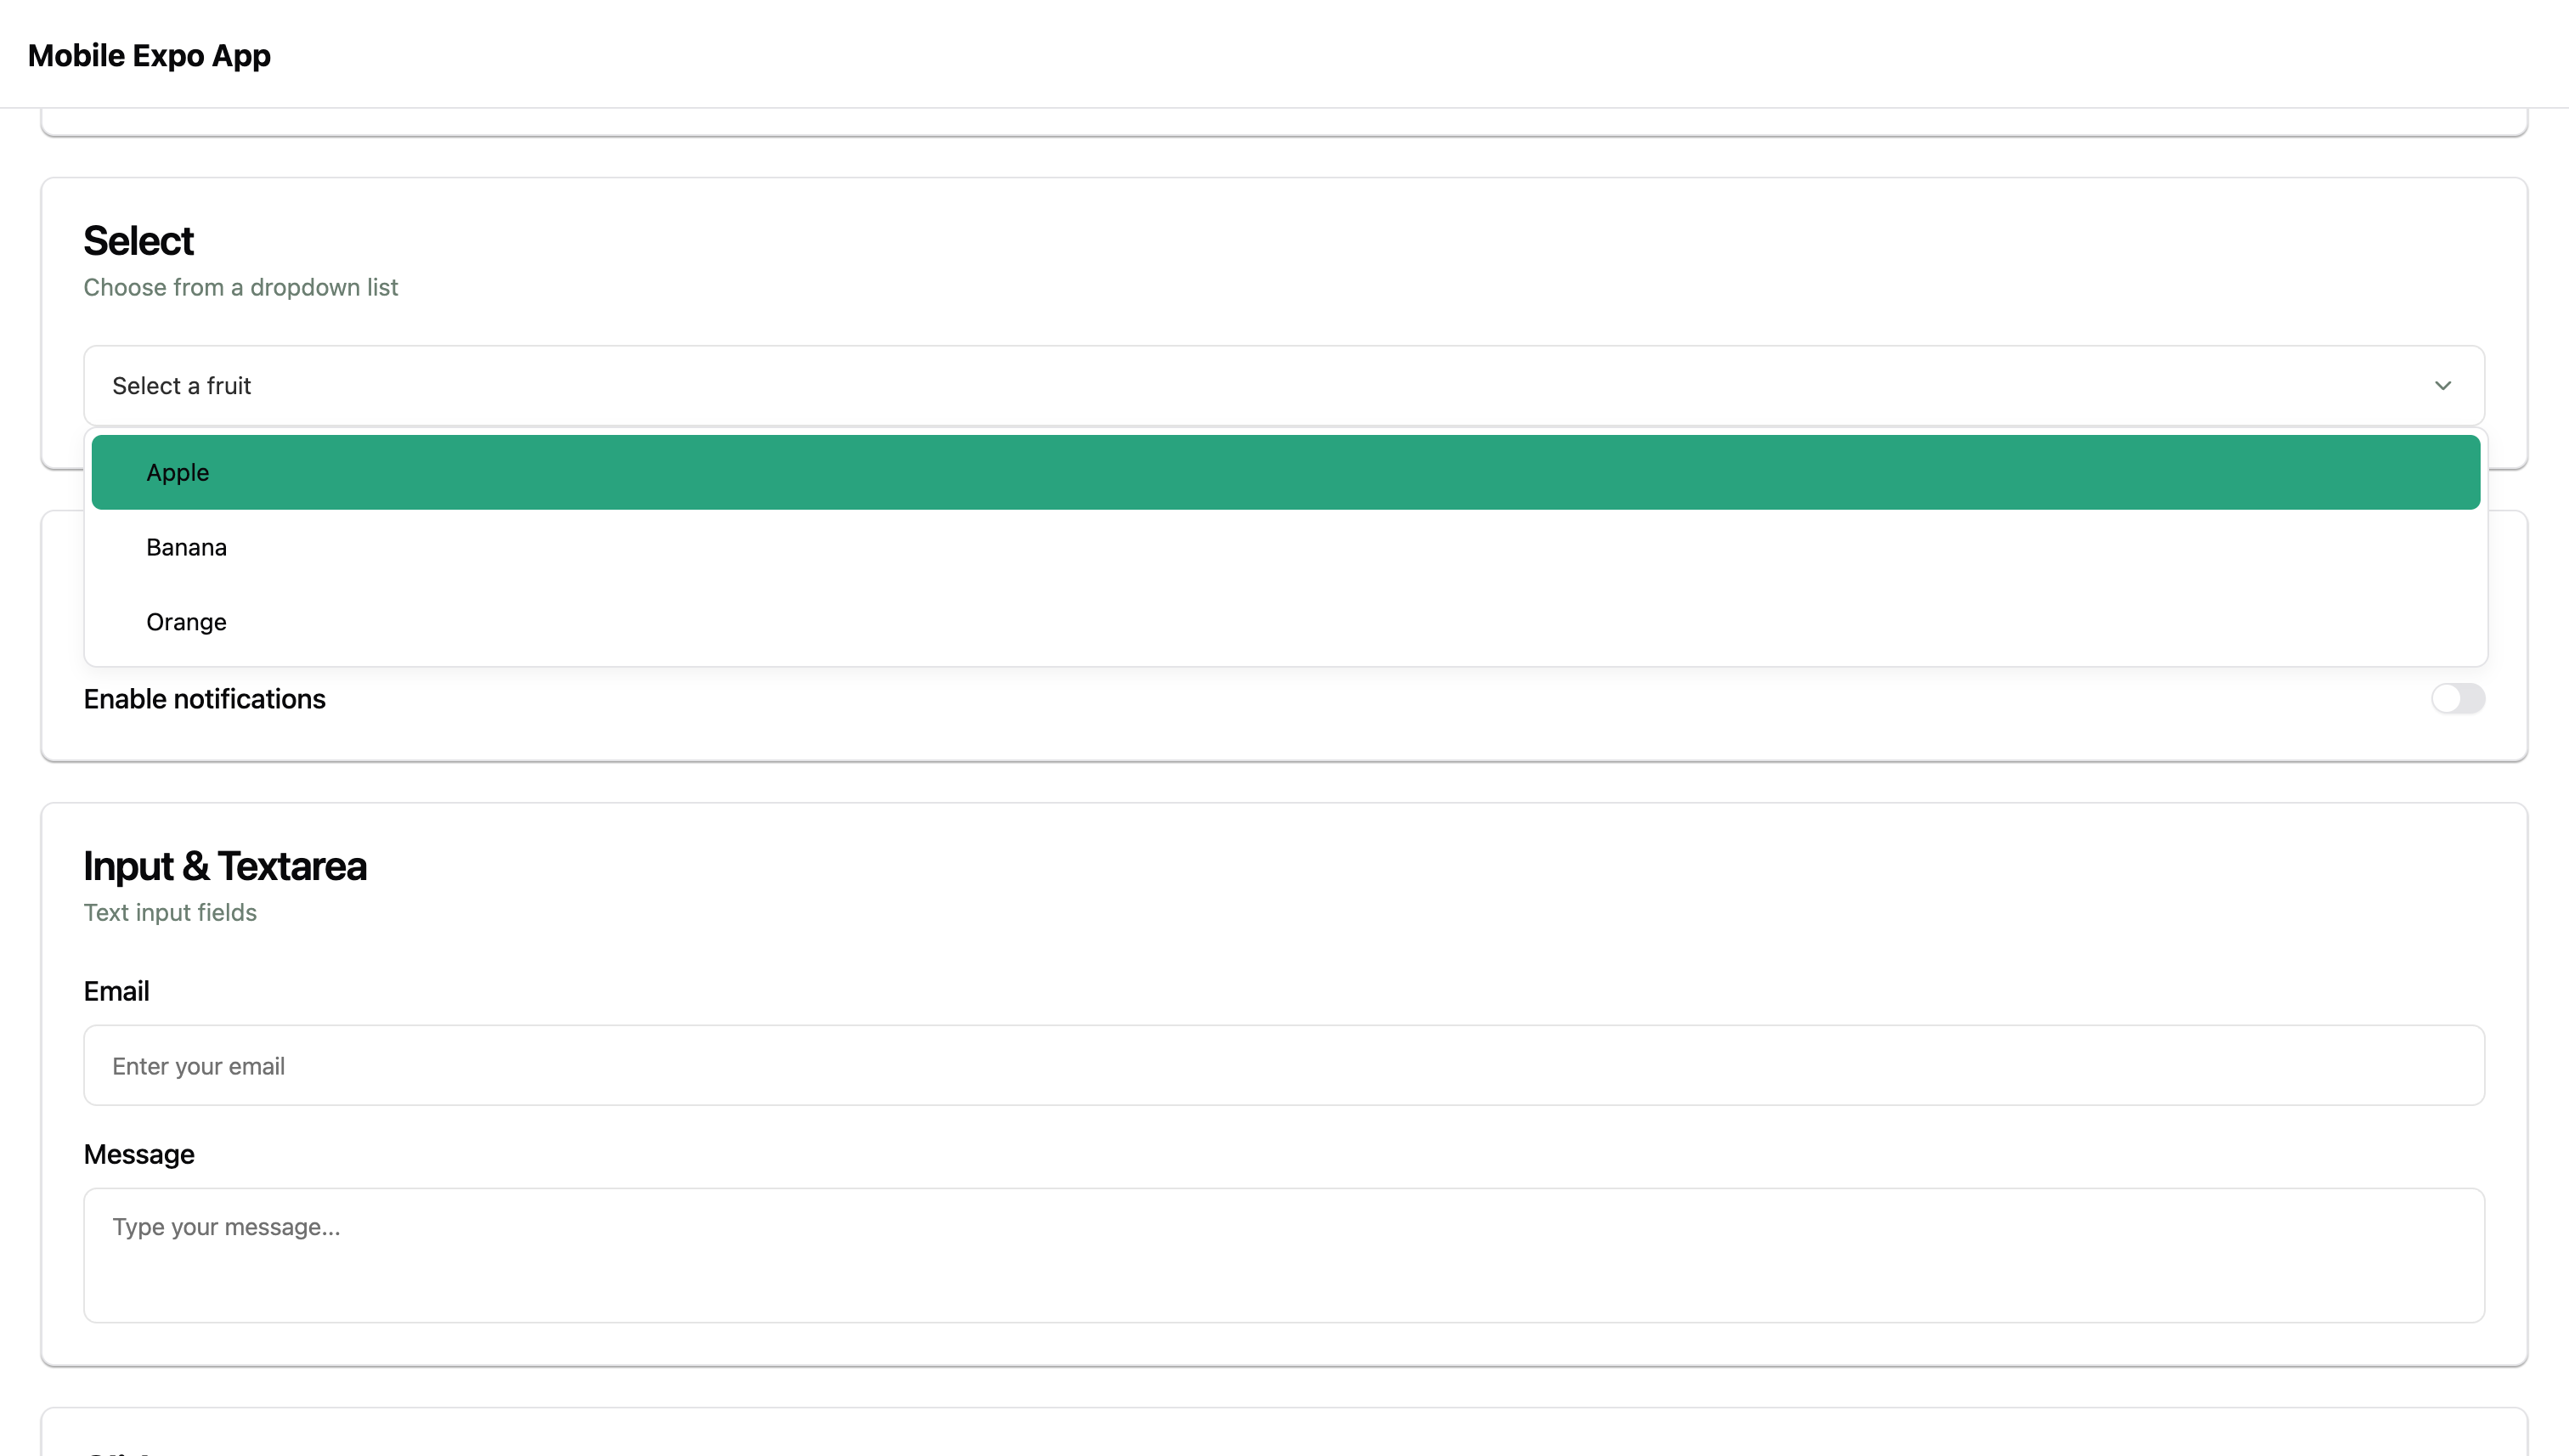 Mobile Expo App
Select
Choose from a dropdown list
Select a fruit
Apple
Banana
Orange
Enable notifications
Input & Textarea
Text input fields
Email
Enter your email
Message
Type your message...